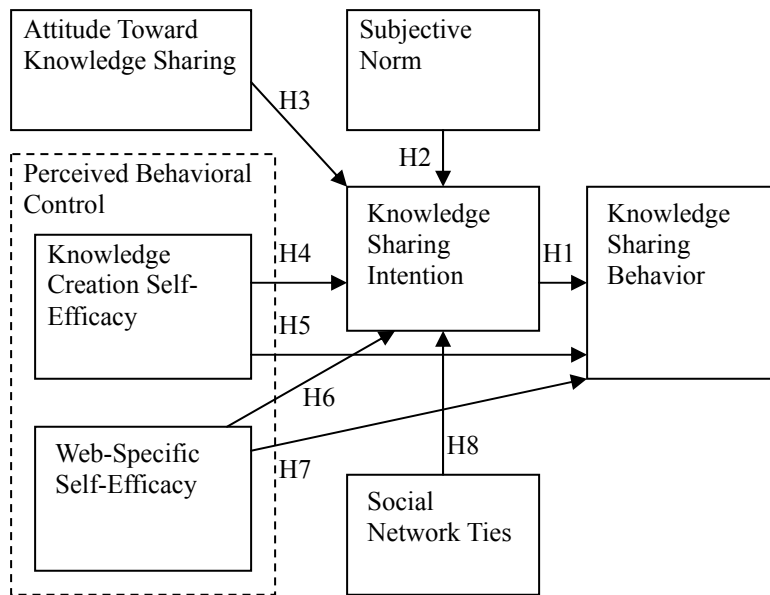 Attitude Toward
Knowledge Sharing
Subjective
Norm
H3
H2
Perceived Behavioral
Control
Knowledge
Creation Self-
Efficacy
H4
Knowledge
Sharing
Intention
H1
Knowledge
Sharing
Behavior
H5
H6
Web-Specific
Self-Efficacy
H7
H8
Social
Network Ties